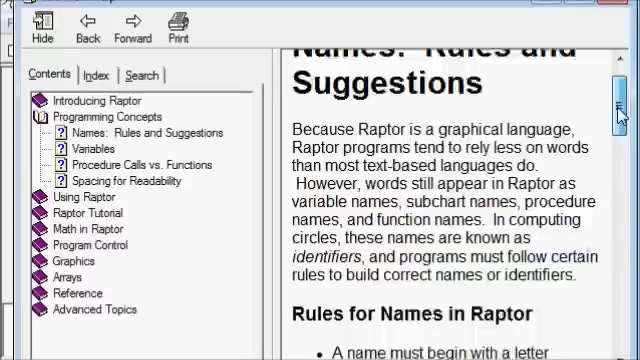 Hide
Back
Forward
Print
Contents
Index
Search
Introducing Raptor
Programming Concepts
Names: Rules and Suggestions
Variables
Procedure Calls vs. Functions
Spacing for Readability
Using Raptor
Raptor Tutorial
Math in Raptor
Program Control
Graphics
Arrays
Reference
Advanced Topics
Names: Rules and
Suggestions
Because Raptor is a graphical language,
Raptor programs tend to rely less on words
than most text-based languages do.
However, words still appear in Raptor as
variable names, subchart names, procedure
names, and function names. In computing
circles, these names are known as
identifiers, and programs must follow certain
rules to build correct names or identifiers.
Rules for Names in Raptor
• A name must begin with a letter